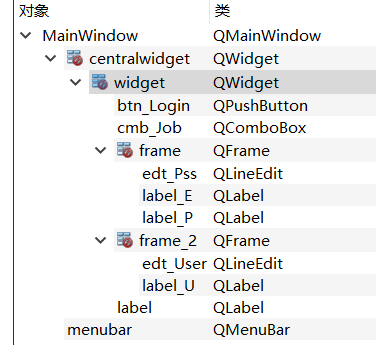 对象 类
MainWindow QMainWindow
centralwidget QWidget
widget QWidget
btn_Login QPushButton
cmb_Job QComboBox
frame QFrame
edt_Pss QLineEdit
label_E QLabel
label_P QLabel
frame_2 QFrame
edt_User QLineEdit
label_U QLabel
label QLabel
menubar QMenuBar